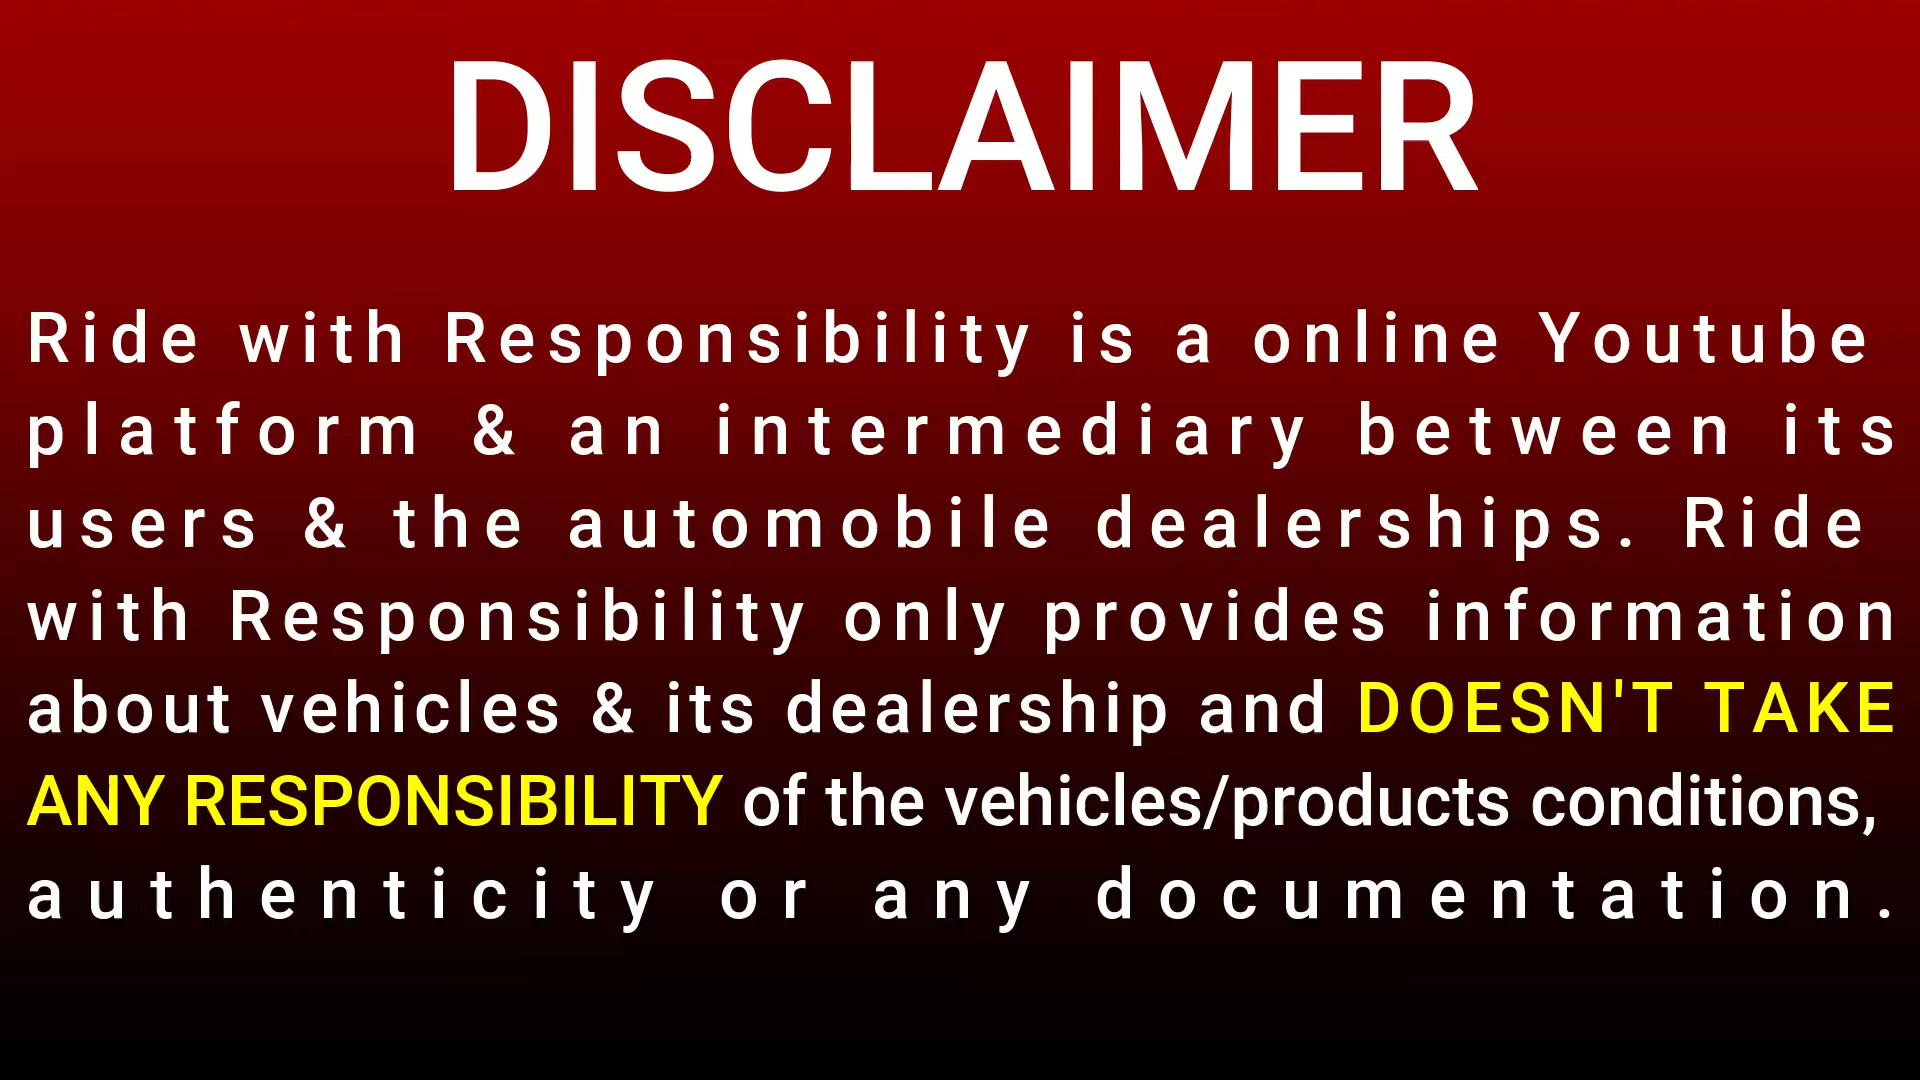 DISCLAIMER
Ride with Responsibility is a online Youtube
platform & an intermediary between its
users & the automobile dealerships. Ride
with Responsibility only provides information
about vehicles & its dealership and DOESN'T TAKE
ANY RESPONSIBILITY of the vehicles/products conditions,
authenticity or any documentation.